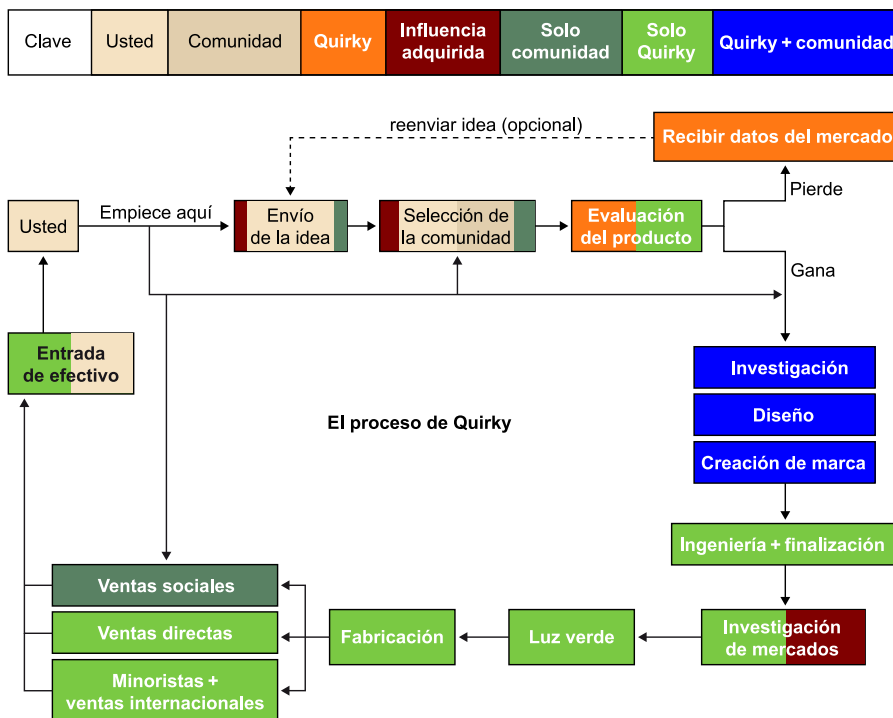 Clave
Usted
Comunidad
Quirky
Influencia
adquirida
Solo
comunidad
Solo
Quirky
Quirky + comunidad
reenviar idea (opcional)
Recibir datos del mercado
Pierde
Usted
Empiece aquí
Envío
de la idea
Selección de
la comunidad
Evaluación
del producto
Gana
Entrada
de efectivo
Investigación
Diseño
El proceso de Quirky
Creación de marca
Ingeniería + finalización
Ventas sociales
Ventas directas
Minoristas +
ventas internacionales
Fabricación
Luz verde
Investigación
de mercados